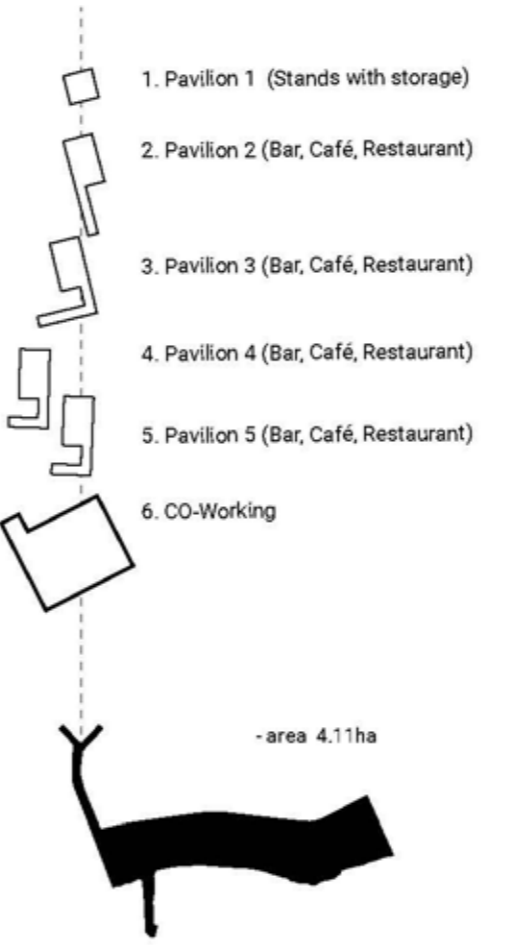 1. Pavilion 1 (Stands with storage)
2. Pavilion 2 (Bar, Café, Restaurant)
3. Pavilion 3 (Bar, Café, Restaurant)
4. Pavilion 4 (Bar, Café, Restaurant)
5. Pavilion 5 (Bar, Café, Restaurant)
6. CO-Working
- area 4.11ha